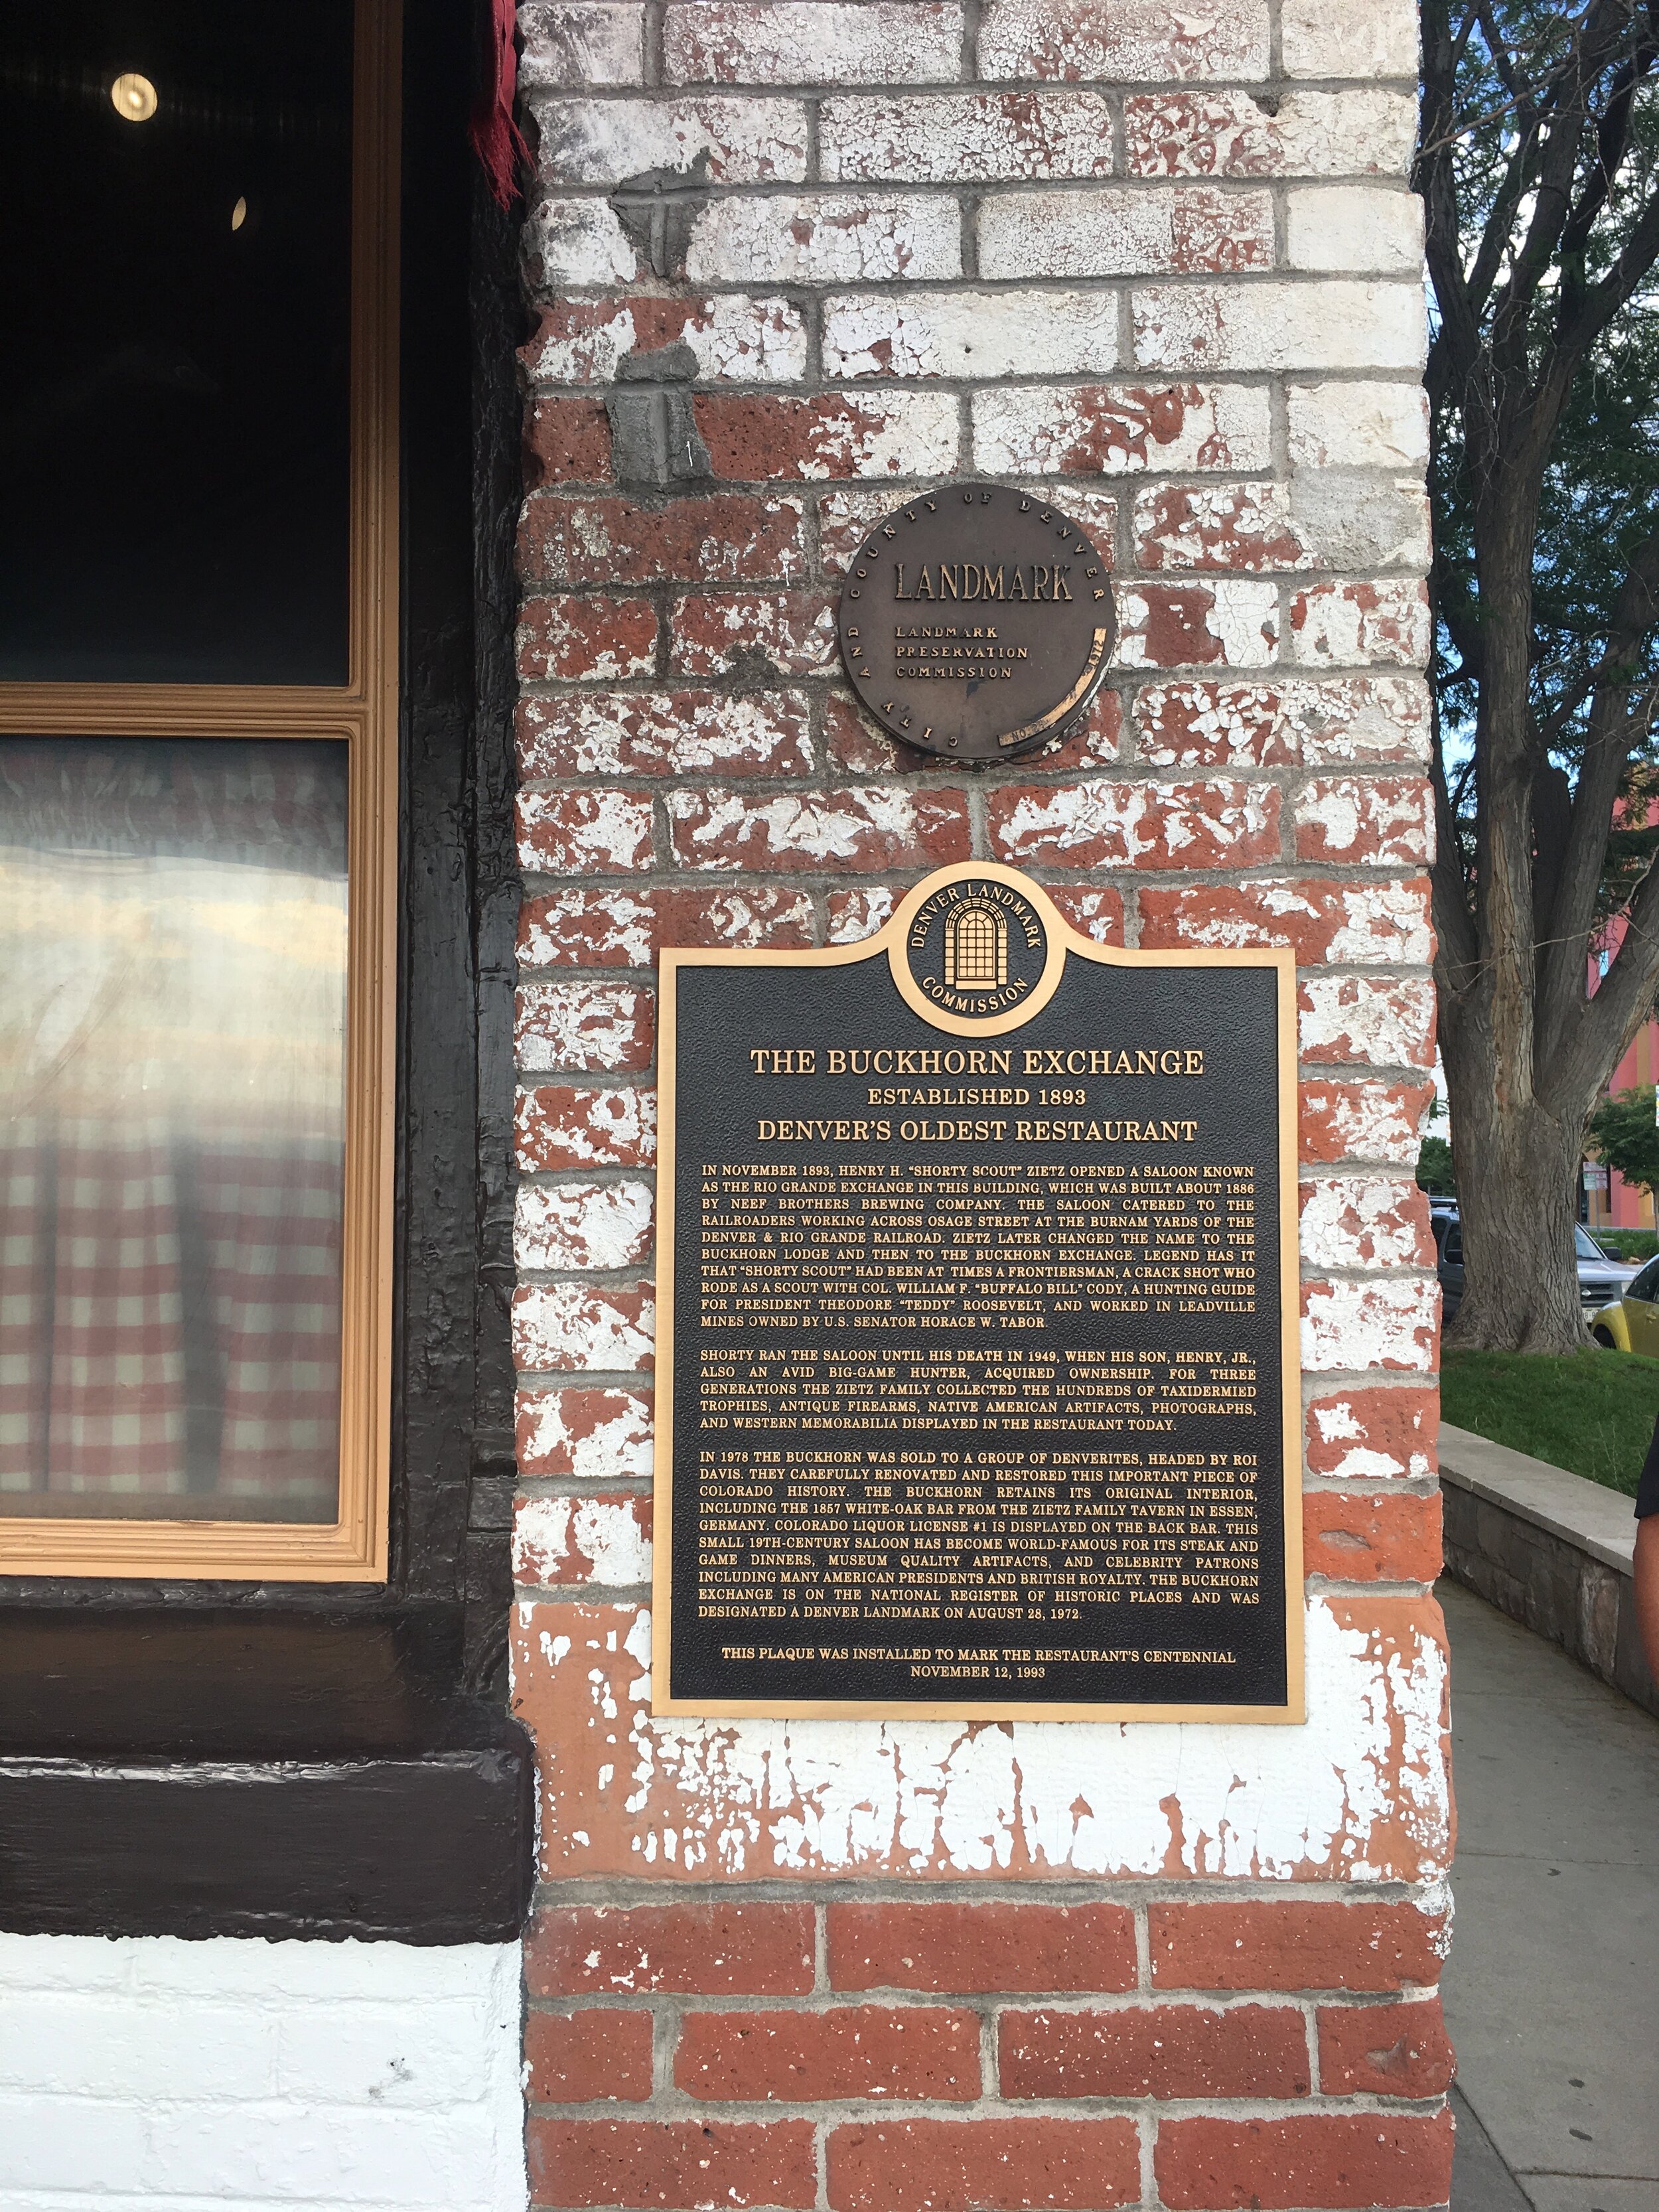 CITY AND COUNTY OF DENVER
LANDMARK
LANDMARK
PRESERVATION
COMMISSION
NO.
DENVER LANDMARK
COMMISSION
THE BUCKHORN EXCHANGE
ESTABLISHED 1893
DENVER'S OLDEST RESTAURANT
IN NOVEMBER 1893, HENRY H. "SHORTY SCOUT" ZIETZ OPENED A SALOON KNOWN
AS THE RIO GRANDE EXCHANGE IN THIS BUILDING, WHICH WAS BUILT ABOUT 1886
BY NEEF BROTHERS BREWING COMPANY. THE SALOON CATERED TO THE
RAILROADERS WORKING ACROSS OSAGE STREET AT THE BURNAM YARDS OF THE
DENVER & RIO GRANDE RAILROAD. ZIETZ LATER CHANGED THE NAME TO THE
BUCKHORN LODGE AND THEN TO THE BUCKHORN EXCHANGE. LEGEND HAS IT
THAT "SHORTY SCOUT" HAD BEEN AT TIMES A FRONTIERSMAN, A CRACK SHOT WHO
RODE AS A SCOUT WITH COL. WILLIAM F. "BUFFALO BILL" CODY, A HUNTING GUIDE
FOR PRESIDENT THEODORE "TEDDY" ROOSEVELT, AND WORKED IN LEADVILLE
MINES OWNED BY U.S. SENATOR HORACE W. TABOR.
SHORTY RAN THE SALOON UNTIL HIS DEATH IN 1949, WHEN HIS SON, HENRY, JR.,
ALSO AN AVID BIG-GAME HUNTER, ACQUIRED OWNERSHIP. FOR THREE
GENERATIONS THE ZIETZ FAMILY COLLECTED THE HUNDREDS OF TAXIDERMIED
TROPHIES, ANTIQUE FIREARMS, NATIVE AMERICAN ARTIFACTS, PHOTOGRAPHS,
AND WESTERN MEMORABILIA DISPLAYED IN THE RESTAURANT TODAY.
IN 1978 THE BUCKHORN WAS SOLD TO A GROUP OF DENVERITES, HEADED BY ROI
DAVIS. THEY CAREFULLY RENOVATED AND RESTORED THIS IMPORTANT PIECE OF
COLORADO HISTORY. THE BUCKHORN RETAINS ITS ORIGINAL INTERIOR,
INCLUDING THE 1857 WHITE-OAK BAR FROM THE ZIETZ FAMILY TAVERN IN ESSEN,
GERMANY. COLORADO LIQUOR LICENSE #1 IS DISPLAYED ON THE BACK BAR. THIS
SMALL 19TH-CENTURY SALOON HAS BECOME WORLD-FAMOUS FOR ITS STEAK AND
GAME DINNERS, MUSEUM QUALITY ARTIFACTS, AND CELEBRITY PATRONS
INCLUDING MANY AMERICAN PRESIDENTS AND BRITISH ROYALTY. THE BUCKHORN
EXCHANGE IS ON THE NATIONAL REGISTER OF HISTORIC PLACES AND WAS
DESIGNATED A DENVER LANDMARK ON AUGUST 28, 1972.
THIS PLAQUE WAS INSTALLED TO MARK THE RESTAURANT'S CENTENNIAL
NOVEMBER 12, 1993